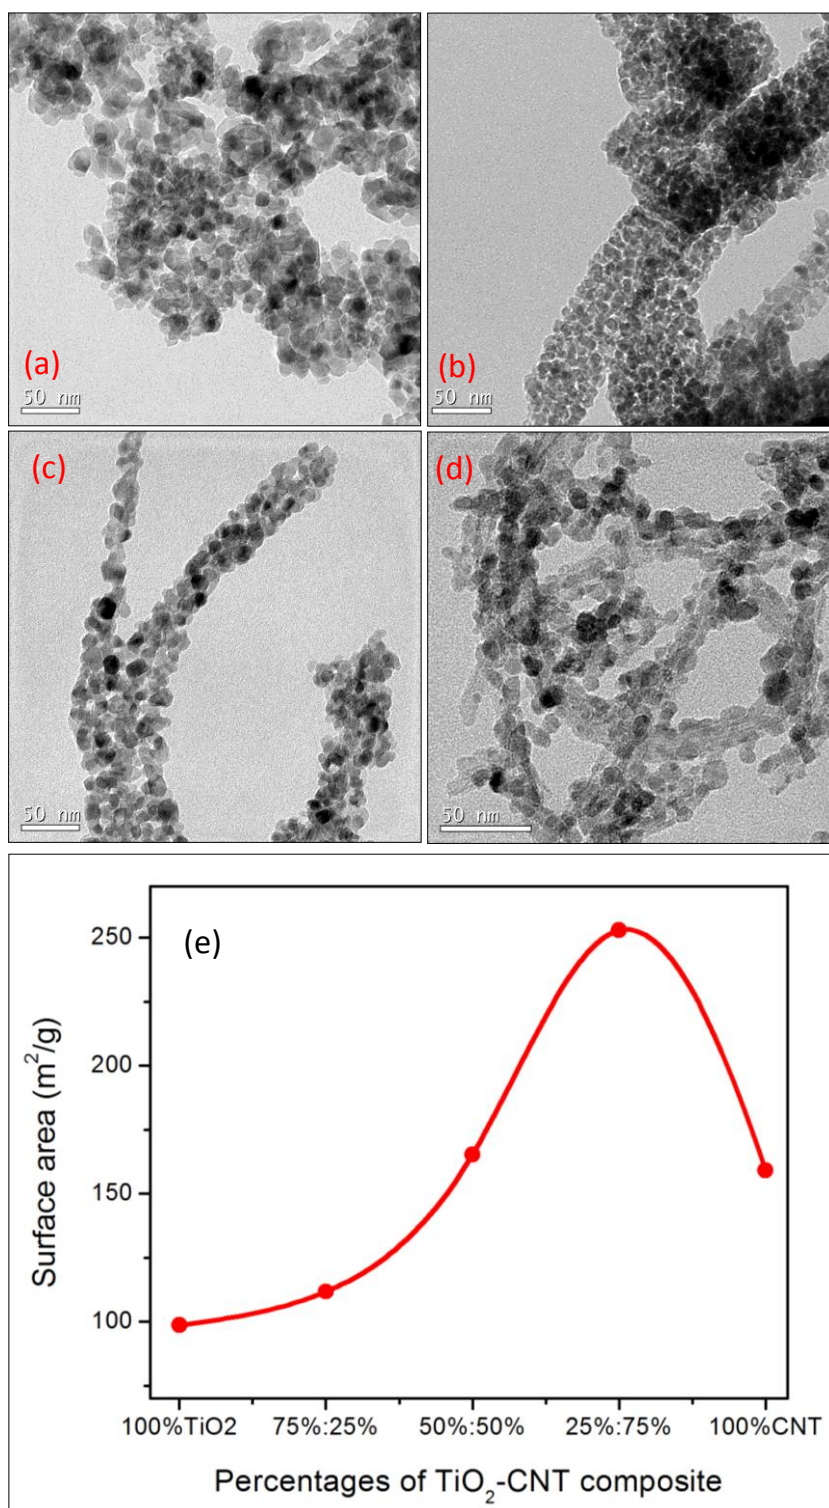 (a)
50 nm
(b)
50 nm
(c)
50 nm
(d)
50 nm
(e)
250
200
150
100
Surface area (m²/g)
100%TiO2 75%:25% 50%:50% 25%:75% 100%CNT
Percentages of TiO₂-CNT composite